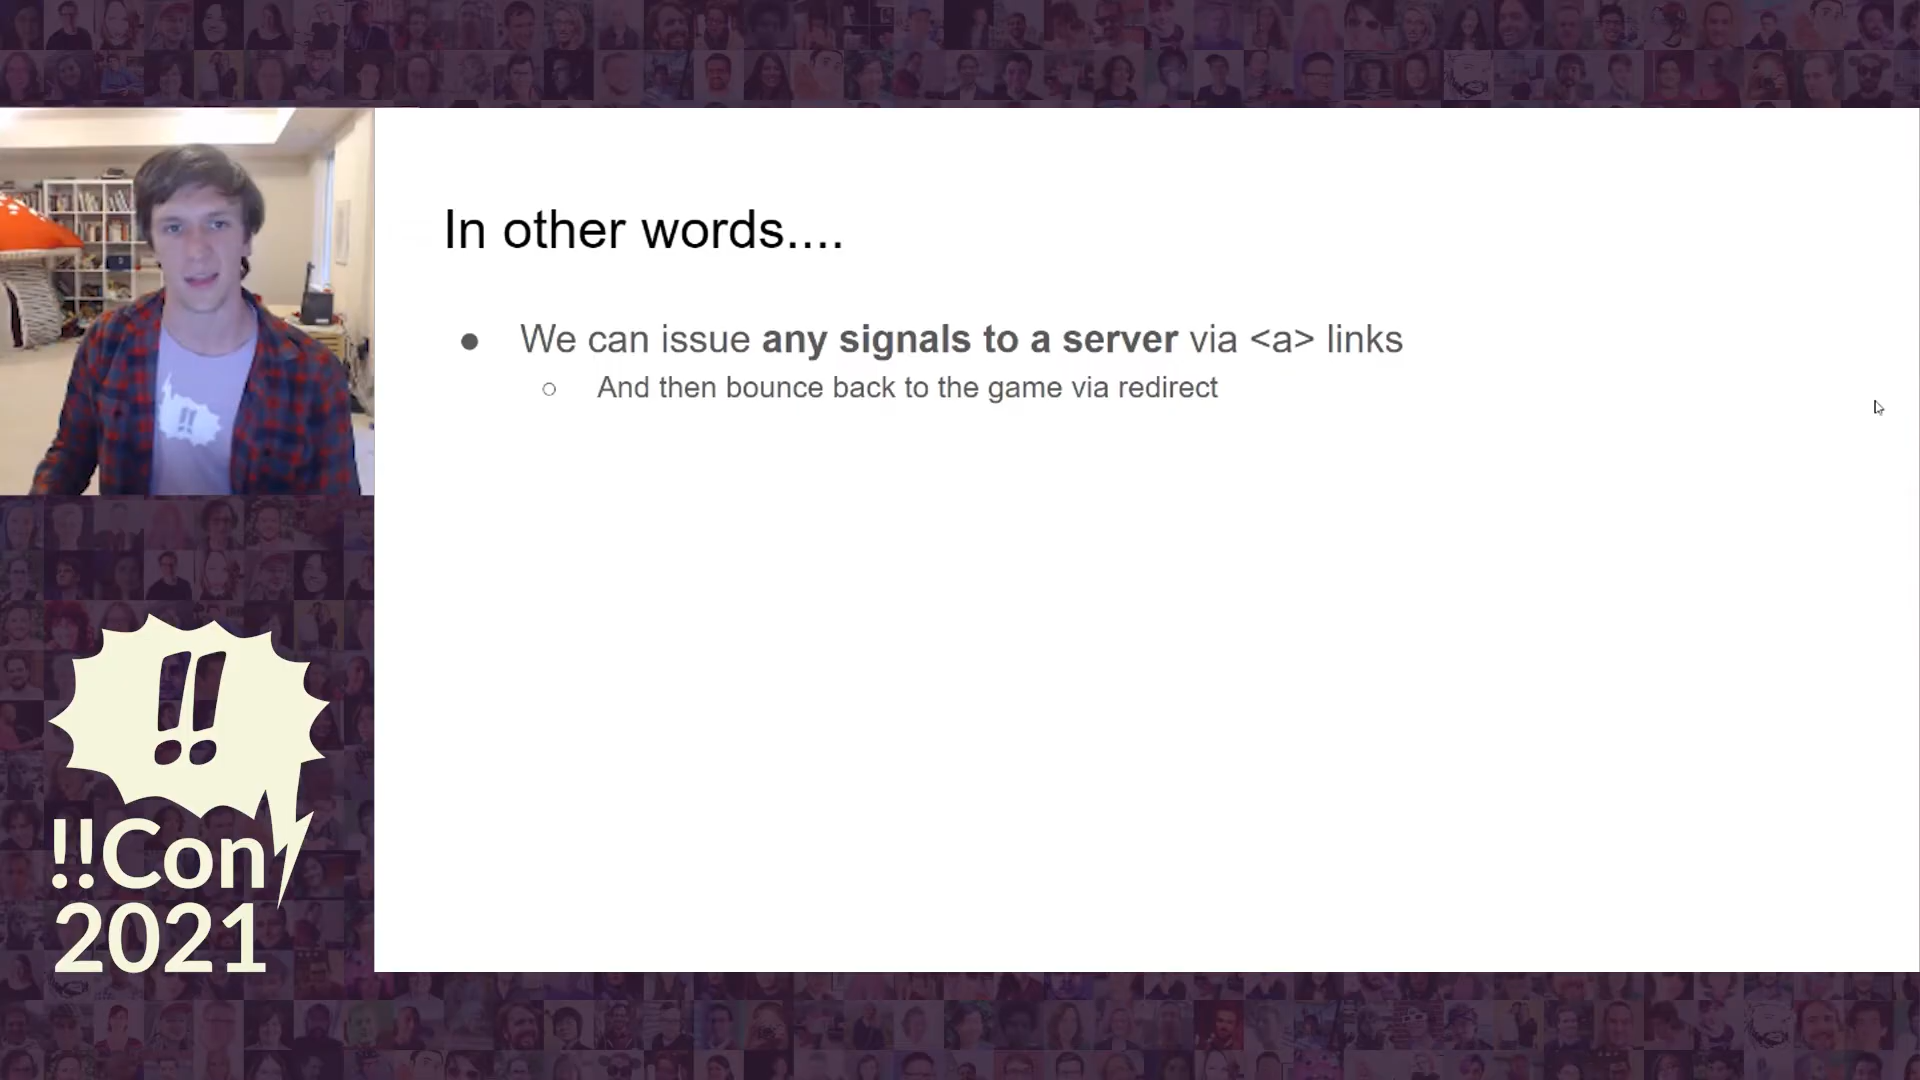 In other words....
● We can issue any signals to a server via <a> links
○ And then bounce back to the game via redirect
!!
!!
!!Con
2021